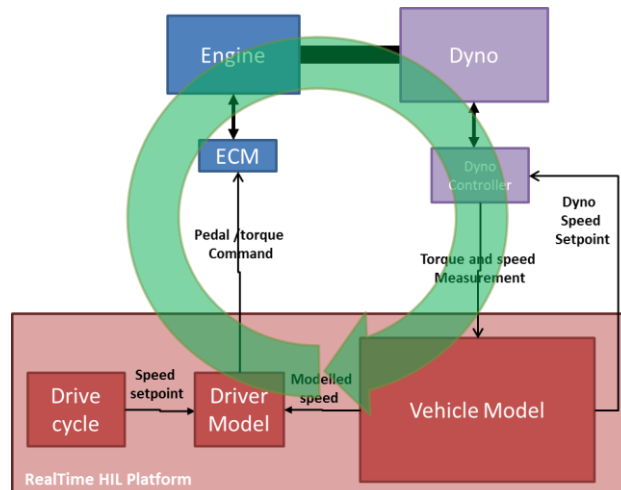 Engine
Dyno
ECM
Dyno
Controller
Dyno
Speed
Setpoint
Pedal /torque
Command
Torque and speed
Measurement
Speed
setpoint
Modelled
speed
Drive
cycle
Driver
Model
Vehicle Model
RealTime HIL Platform